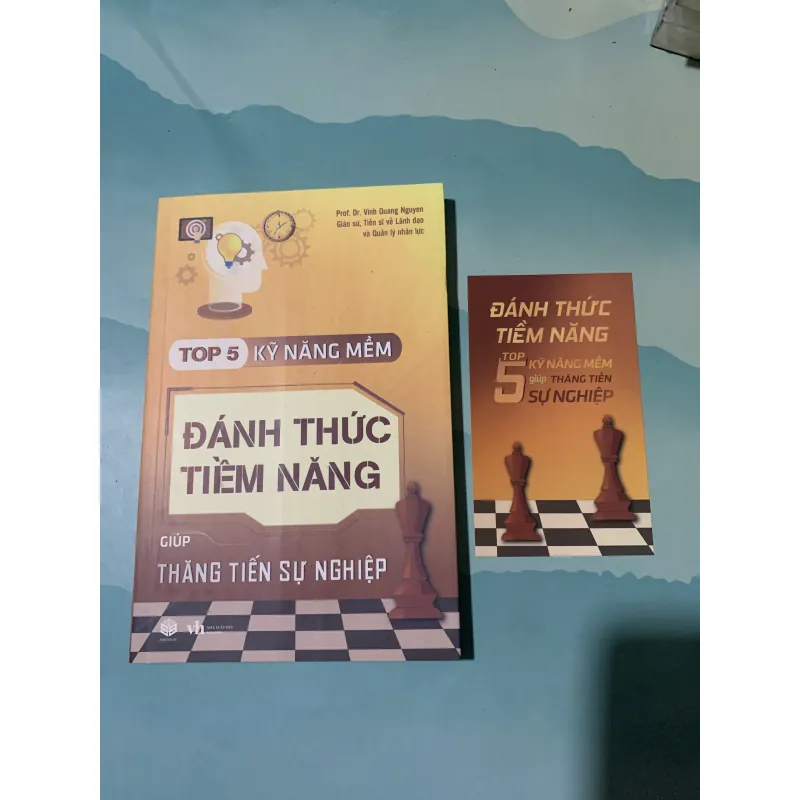 Prof. Dr. Vinh Quang Nguyen
Giáo sư, Tiến sĩ về Lãnh đạo
và Quản lý nhân lực
TOP 5 KỸ NĂNG MỀM
ĐÁNH THỨC
TIỀM NĂNG
GIÚP
THĂNG TIẾN SỰ NGHIỆP
vh
ĐÁNH THỨC
TIỀM NĂNG
TOP
5 KỸ NĂNG MỀM
giúp THĂNG TIẾN
SỰ NGHIỆP